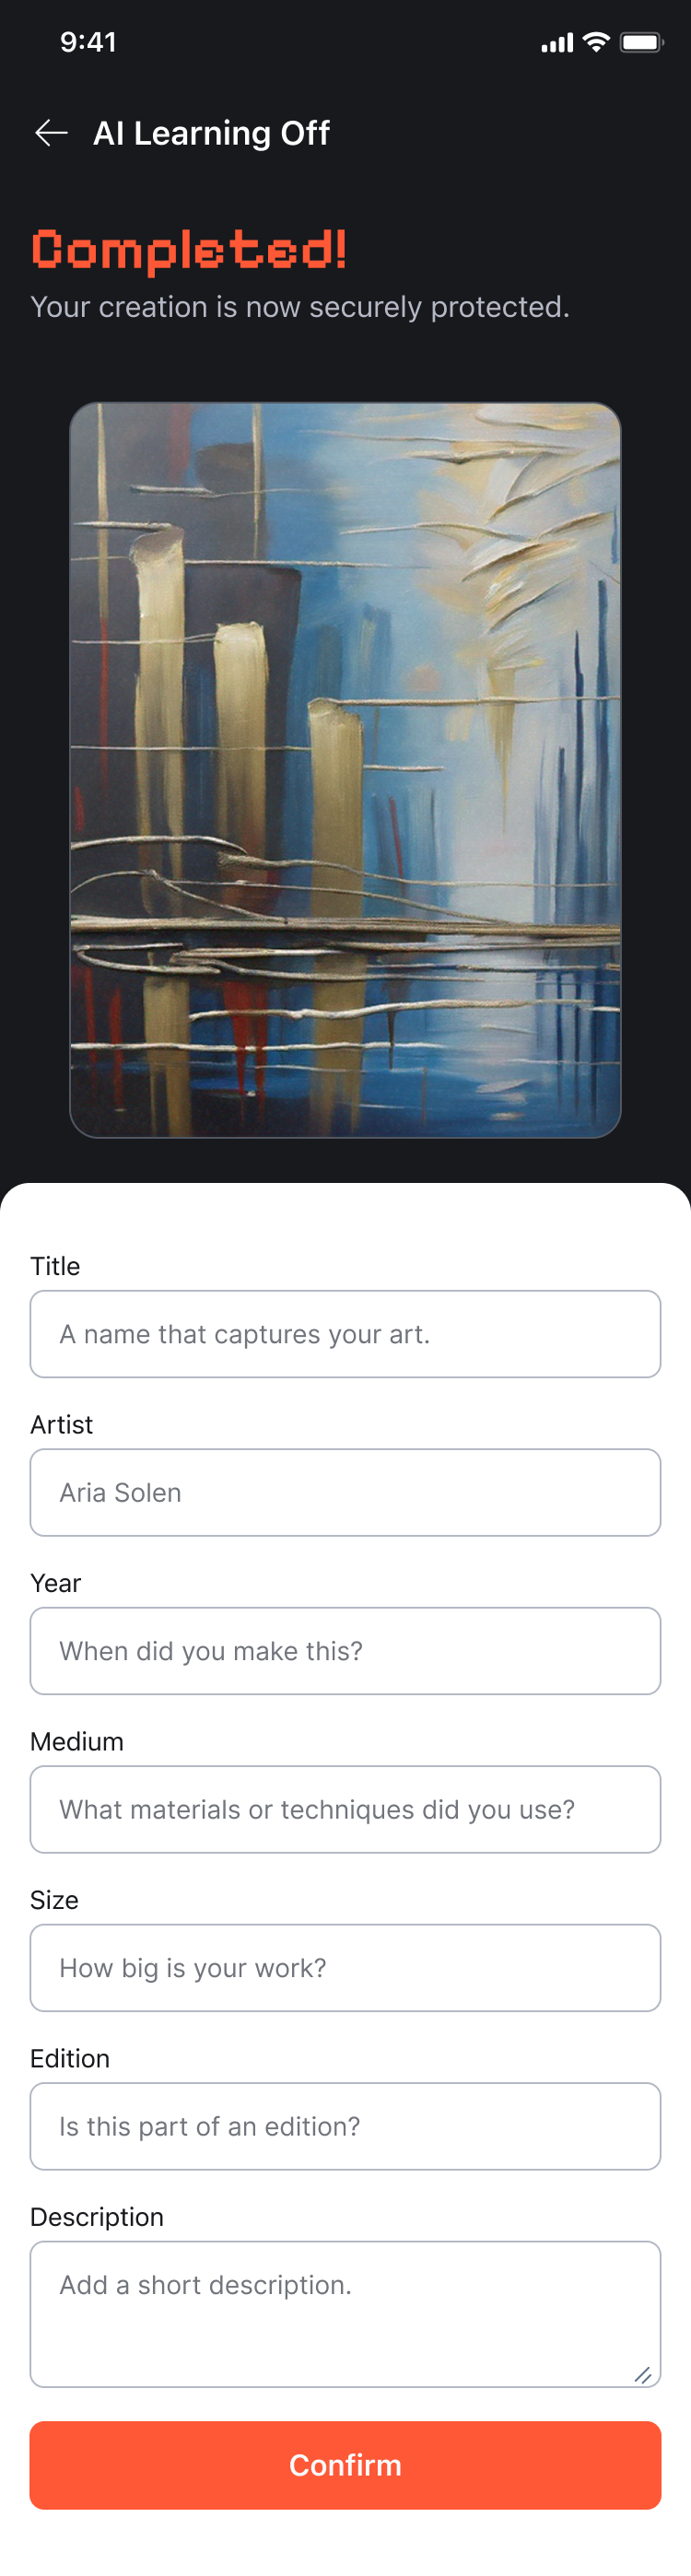 9:41
AI Learning Off
Completed!
Your creation is now securely protected.
Title
A name that captures your art.
Artist
Aria Solen
Year
When did you make this?
Medium
What materials or techniques did you use?
Size
How big is your work?
Edition
Is this part of an edition?
Description
Add a short description.
Confirm